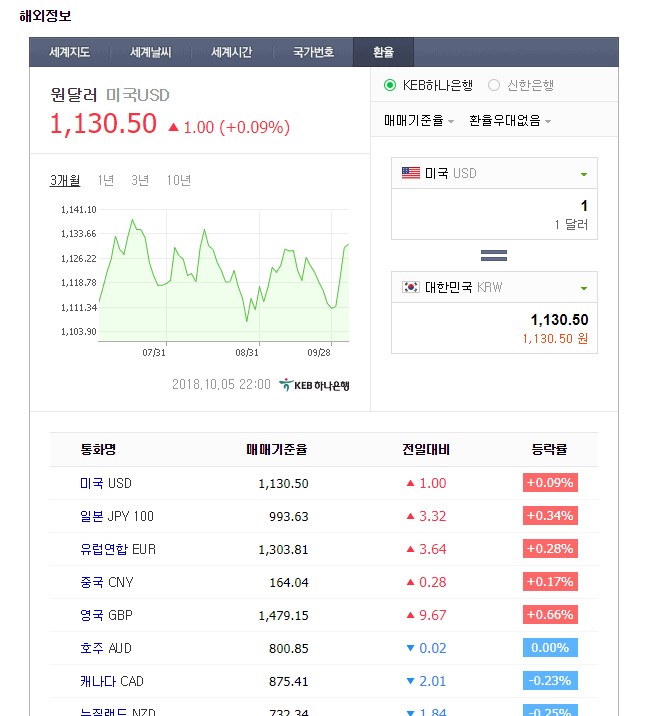 해외정보
세계지도 세계날씨 세계시간 국가번호 환율
원달러 미국USD
1,130.50 ▲ 1.00 (+0.09%)
3개월 1년 3년 10년
1,141.10
1,133.66
1,126.22
1,118.78
1,111.34
1,103.90
07/31 08/31 09/28
2018.10.05 22:00 KEB 하나은행
KEB하나은행 신한은행
매매기준율 환율우대없음
미국 USD
1
1 달러
대한민국 KRW
1,130.50
1,130.50 원
통화명 매매기준율 전일대비 등락률
미국 USD 1,130.50 ▲ 1.00 +0.09%
일본 JPY 100 993.63 ▲ 3.32 +0.34%
유럽연합 EUR 1,303.81 ▲ 3.64 +0.28%
중국 CNY 164.04 ▲ 0.28 +0.17%
영국 GBP 1,479.15 ▲ 9.67 +0.66%
호주 AUD 800.85 ▼ 0.02 0.00%
캐나다 CAD 875.41 ▼ 2.01 -0.23%
뉴질랜드 NZD 732.34 ▼ 1.84 -0.25%